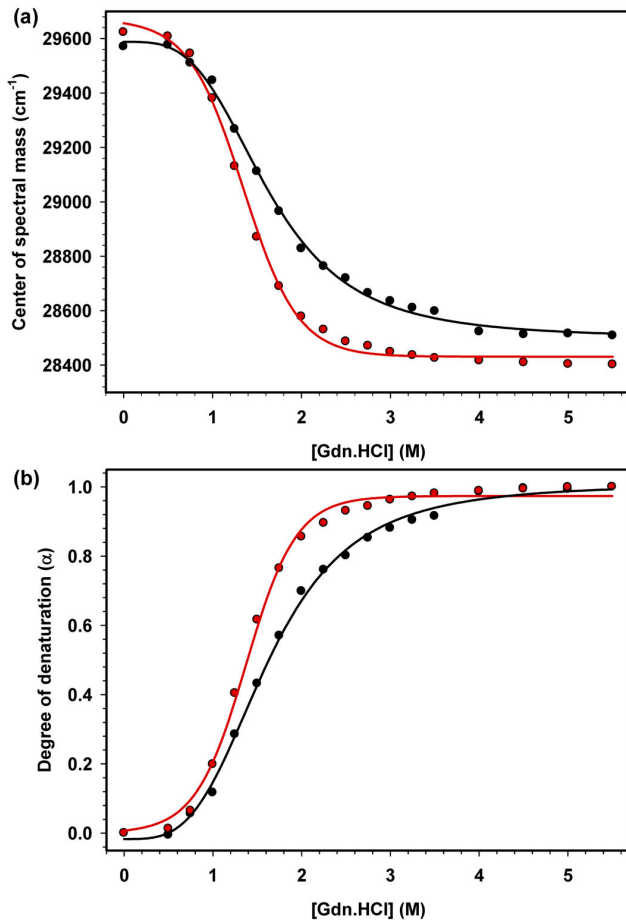 (a)
29600
29400
29200
29000
28800
28600
28400
Center of spectral mass (cm⁻¹)
0 1 2 3 4 5
[Gdn.HCl] (M)
(b)
1.0
0.8
0.6
0.4
0.2
0.0
Degree of denaturation (α)
0 1 2 3 4 5
[Gdn.HCl] (M)